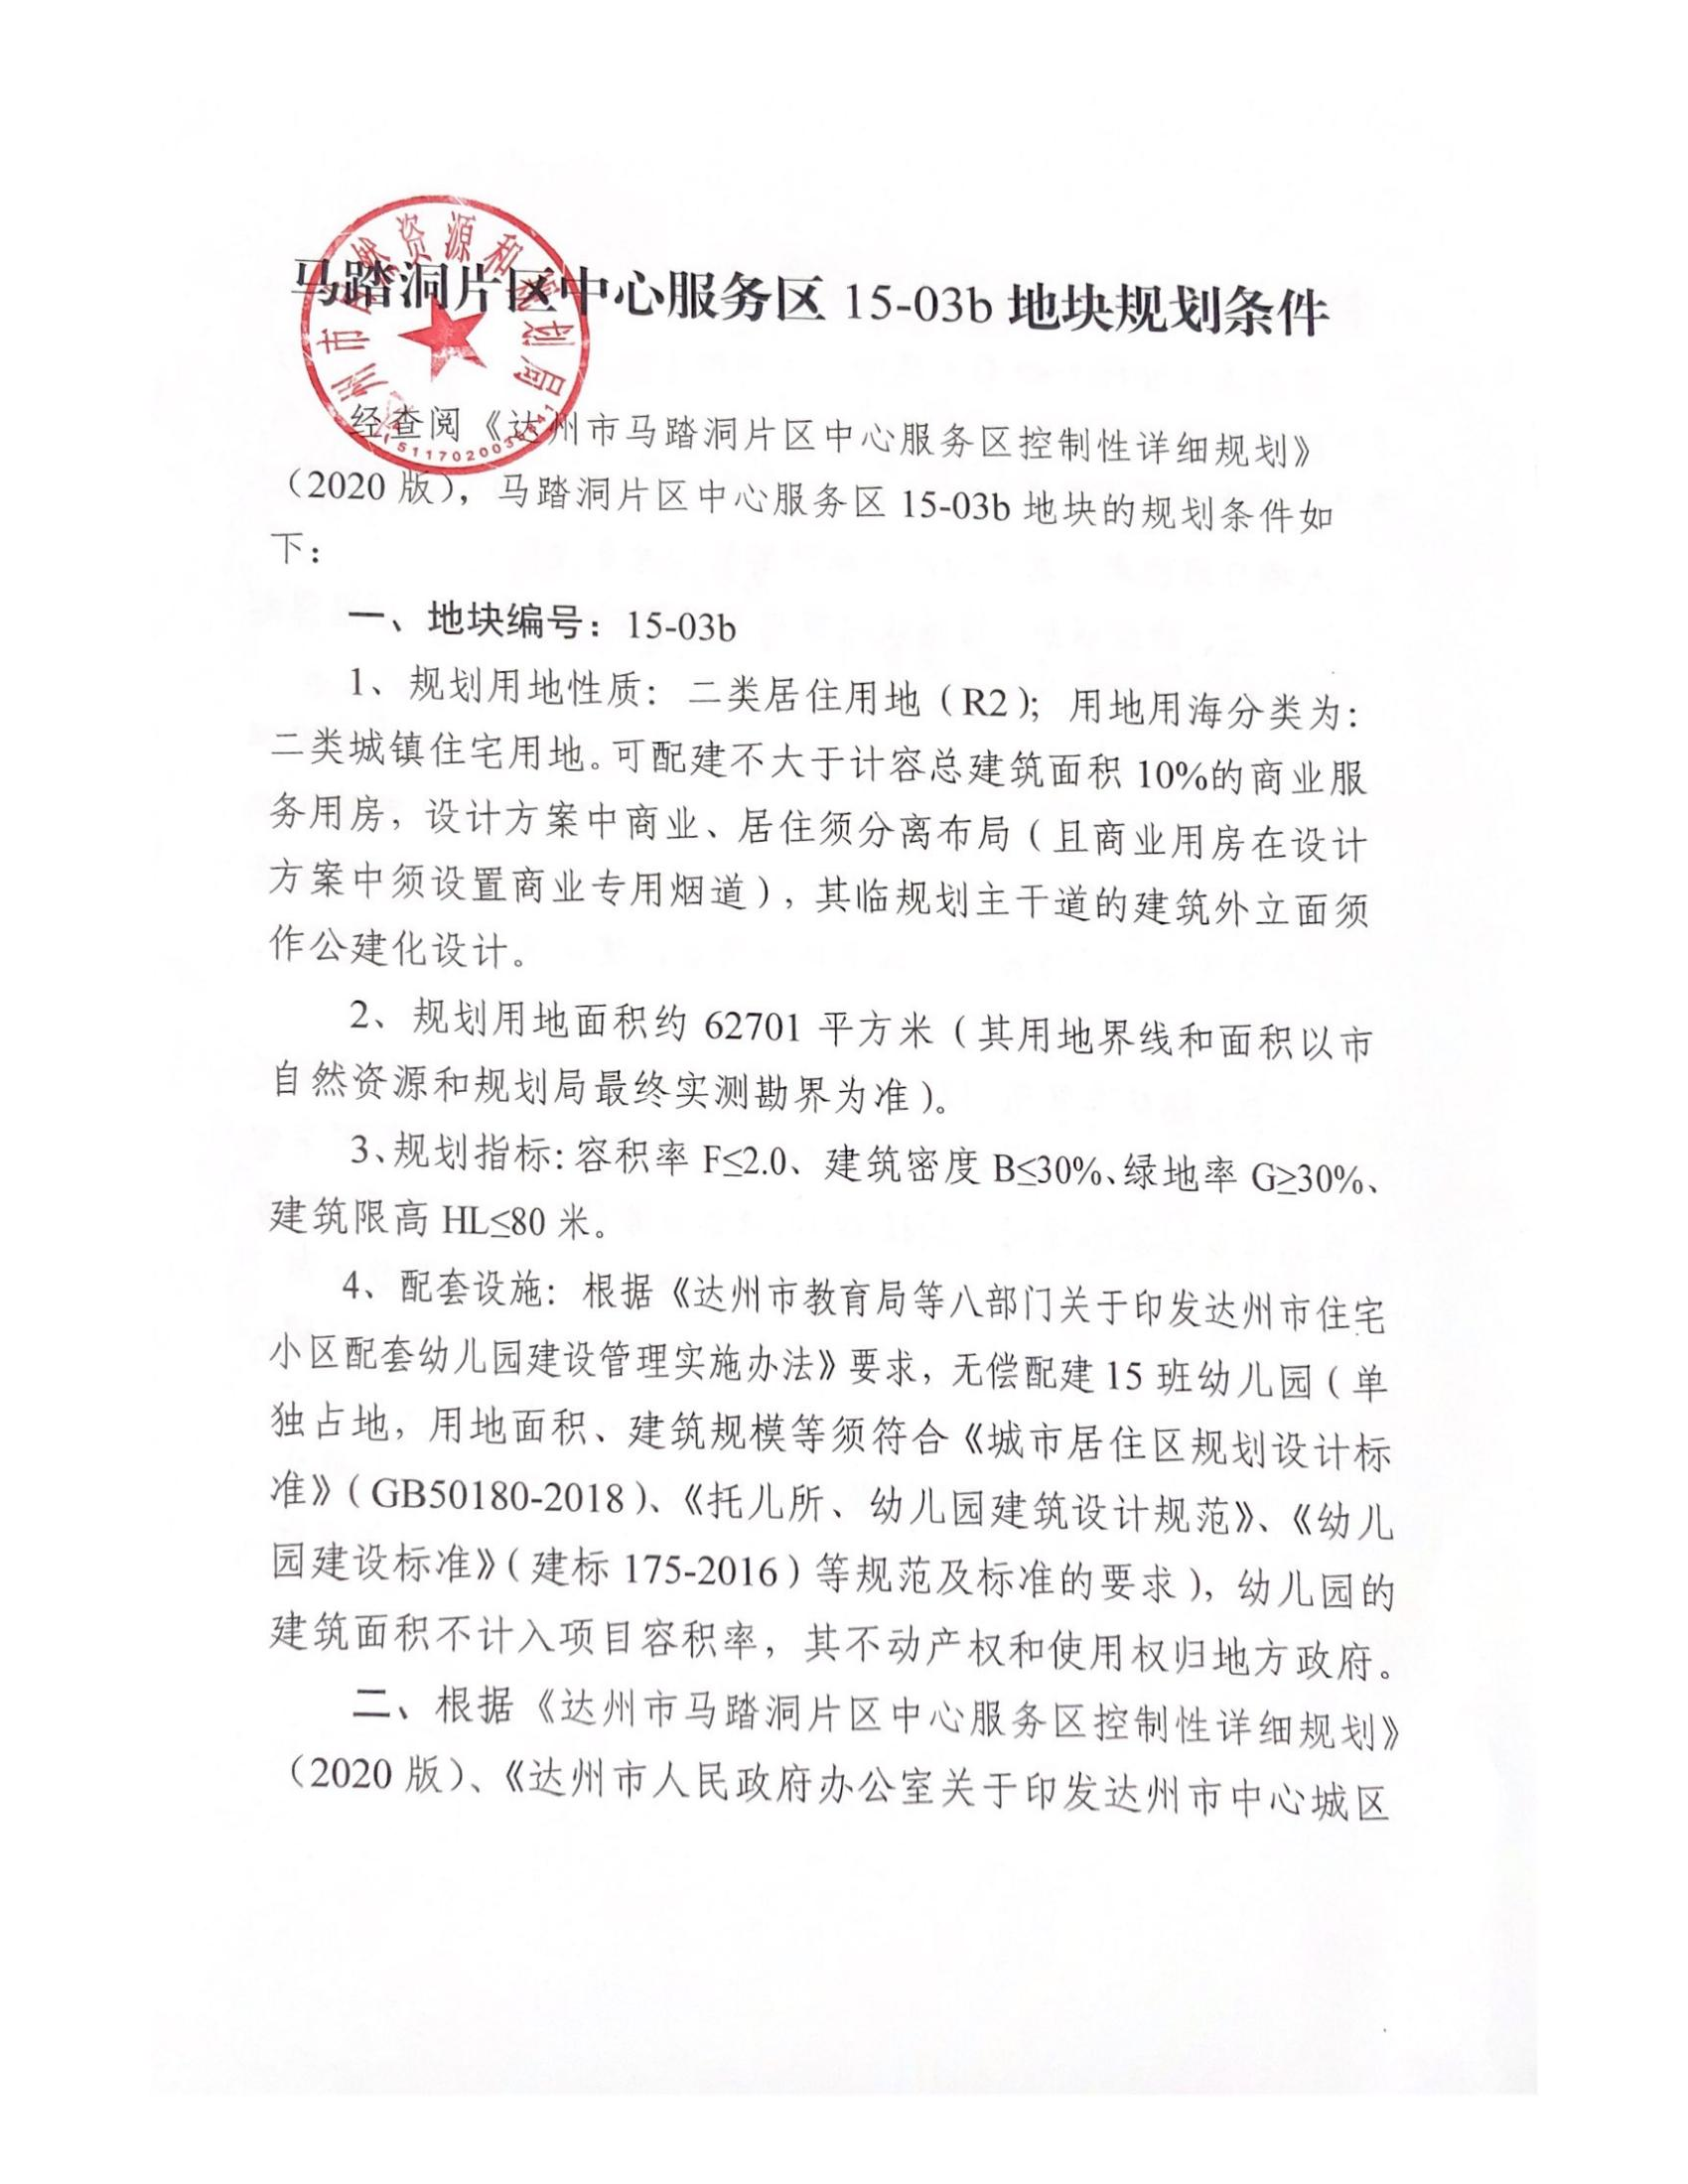 马踏洞片区中心服务区 15-03b 地块规划条件
经查阅《达州市马踏洞片区中心服务区控制性详细规划》
（2020 版），马踏洞片区中心服务区 15-03b 地块的规划条件如
下：
一、地块编号：15-03b
1、规划用地性质：二类居住用地（R2）；用地用海分类为：
二类城镇住宅用地。可配建不大于计容总建筑面积 10%的商业服
务用房，设计方案中商业、居住须分离布局（且商业用房在设计
方案中须设置商业专用烟道），其临规划主干道的建筑外立面须
作公建化设计。
2、规划用地面积约 62701 平方米（其用地界线和面积以市
自然资源和规划局最终实测勘界为准）。
3、规划指标：容积率 F≤2.0、建筑密度 B≤30%、绿地率 G≥30%、
建筑限高 HL≤80 米。
4、配套设施：根据《达州市教育局等八部门关于印发达州市住宅
小区配套幼儿园建设管理实施办法》要求，无偿配建 15 班幼儿园（单
独占地，用地面积、建筑规模等须符合《城市居住区规划设计标
准》（GB50180-2018）、《托儿所、幼儿园建筑设计规范》、《幼儿
园建设标准》（建标 175-2016）等规范及标准的要求），幼儿园的
建筑面积不计入项目容积率，其不动产权和使用权归地方政府。
二、根据《达州市马踏洞片区中心服务区控制性详细规划》
（2020 版）、《达州市人民政府办公室关于印发达州市中心城区
达州市自然资源和规划局